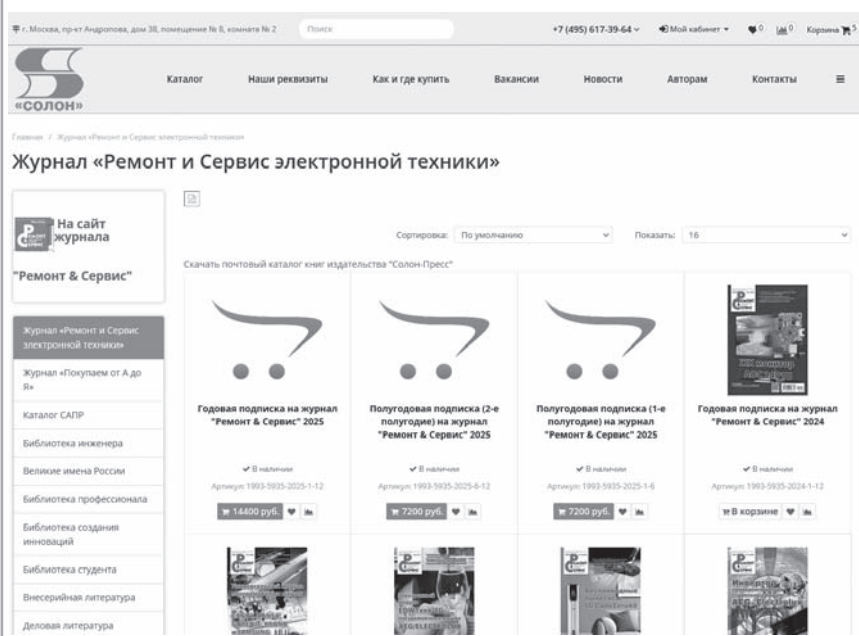 г. Москва, пр-кт Андропова, дом 38, помещение № 8, комната № 2
Поиск
+7 (495) 617-39-64
Мой кабинет
0
0
Корзина 5
«СОЛОН»
Каталог
Наши реквизиты
Как и где купить
Вакансии
Новости
Авторам
Контакты
Главная / Журнал «Ремонт и Сервис электронной техники»
Журнал «Ремонт и Сервис электронной техники»
На сайт
журнала
"Ремонт & Сервис"
Сортировка: По умолчанию
Показать: 16
Скачать почтовый каталог книг издательства "Солон-Пресс"
Журнал «Ремонт и Сервис
электронной техники»
Журнал «Покупаем от А до
Я»
Каталог САПР
Библиотека инженера
Великие имена России
Библиотека профессионала
Библиотека создания
инноваций
Библиотека студента
Внесерийная литература
Деловая литература
Годовая подписка на журнал
"Ремонт & Сервис" 2025
В наличии
Артикул: 1993-5935-2025-1-12
14400 руб.
Полугодовая подписка (2-е
полугодие) на журнал
"Ремонт & Сервис" 2025
В наличии
Артикул: 1993-5935-2025-6-12
7200 руб.
Полугодовая подписка (1-е
полугодие) на журнал
"Ремонт & Сервис" 2025
В наличии
Артикул: 1993-5935-2025-1-6
7200 руб.
ЖК монитор
Годовая подписка на журнал
"Ремонт & Сервис" 2024
В наличии
Артикул: 1993-5935-2024-1-12
В корзине